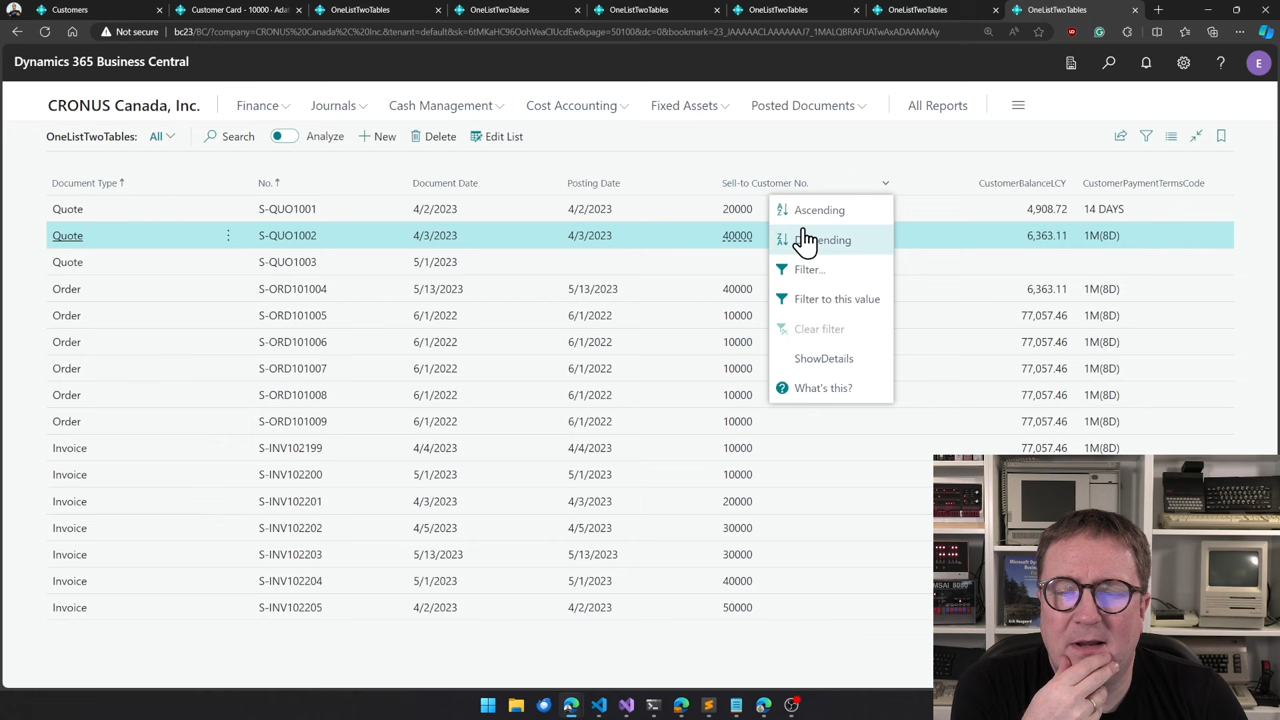 Customers
Customer Card - 10000 - Adat
OneListTwoTables
OneListTwoTables
OneListTwoTables
OneListTwoTables
OneListTwoTables
OneListTwoTables
Not secure
Dynamics 365 Business Central
E
CRONUS Canada, Inc.
Finance
Journals
Cash Management
Cost Accounting
Fixed Assets
Posted Documents
All Reports
OneListTwoTables:
All
Search
Analyze
New
Delete
Edit List
Document Type
No.
Document Date
Posting Date
Sell-to Customer No.
CustomerBalanceLCY
CustomerPaymentTermsCode
Quote S-QUO1001 4/2/2023 4/2/2023 20000 4,908.72 14 DAYS
Quote S-QUO1002 4/3/2023 4/3/2023 40000 6,363.11 1M(8D)
Quote S-QUO1003 5/1/2023 1M(8D)
Order S-ORD101004 5/13/2023 5/13/2023 40000 6,363.11 1M(8D)
Order S-ORD101005 6/1/2022 6/1/2022 10000 77,057.46 1M(8D)
Order S-ORD101006 6/1/2022 6/1/2022 10000 77,057.46 1M(8D)
Order S-ORD101007 6/1/2022 6/1/2022 10000 77,057.46 1M(8D)
Order S-ORD101008 6/1/2022 6/1/2022 10000 77,057.46 1M(8D)
Order S-ORD101009 6/1/2022 6/1/2022 10000 77,057.46 1M(8D)
Invoice S-INV102199 4/4/2023 4/4/2023 10000 77,057.46 1M(8D)
Invoice S-INV102200 5/1/2023 5/1/2023 10000
Invoice S-INV102201 4/3/2023 4/3/2023 20000
Invoice S-INV102202 4/5/2023 4/5/2023 30000
Invoice S-INV102203 5/13/2023 5/13/2023 30000
Invoice S-INV102204 5/1/2023 5/1/2023 40000
Invoice S-INV102205 4/2/2023 4/2/2023 50000
Ascending
Filter...
Filter to this value
Clear filter
ShowDetails
What's this?